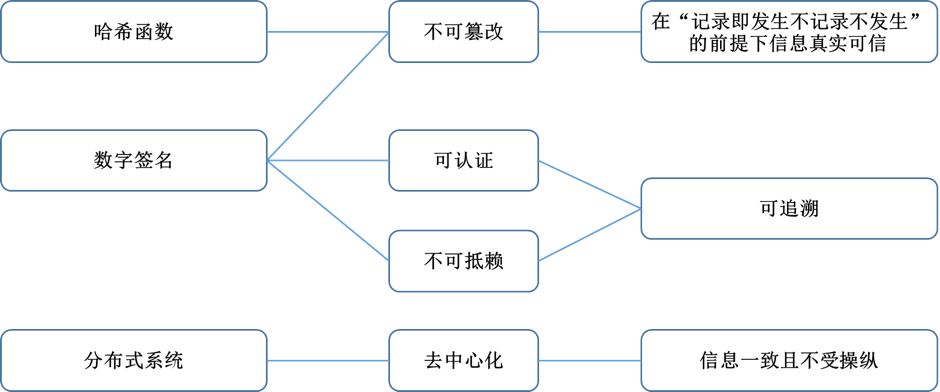 哈希函数
不可篡改
在“记录即发生不记录不发生”
的前提下信息真实可信
数字签名
可认证
可追溯
不可抵赖
分布式系统
去中心化
信息一致且不受操纵